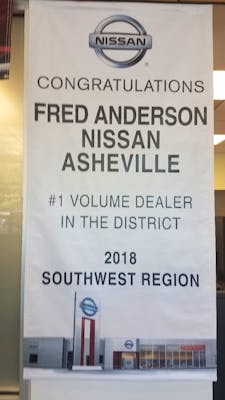 NISSAN
CONGRATULATIONS
FRED ANDERSON
NISSAN
ASHEVILLE
#1 VOLUME DEALER
IN THE DISTRICT
2018
SOUTHWEST REGION